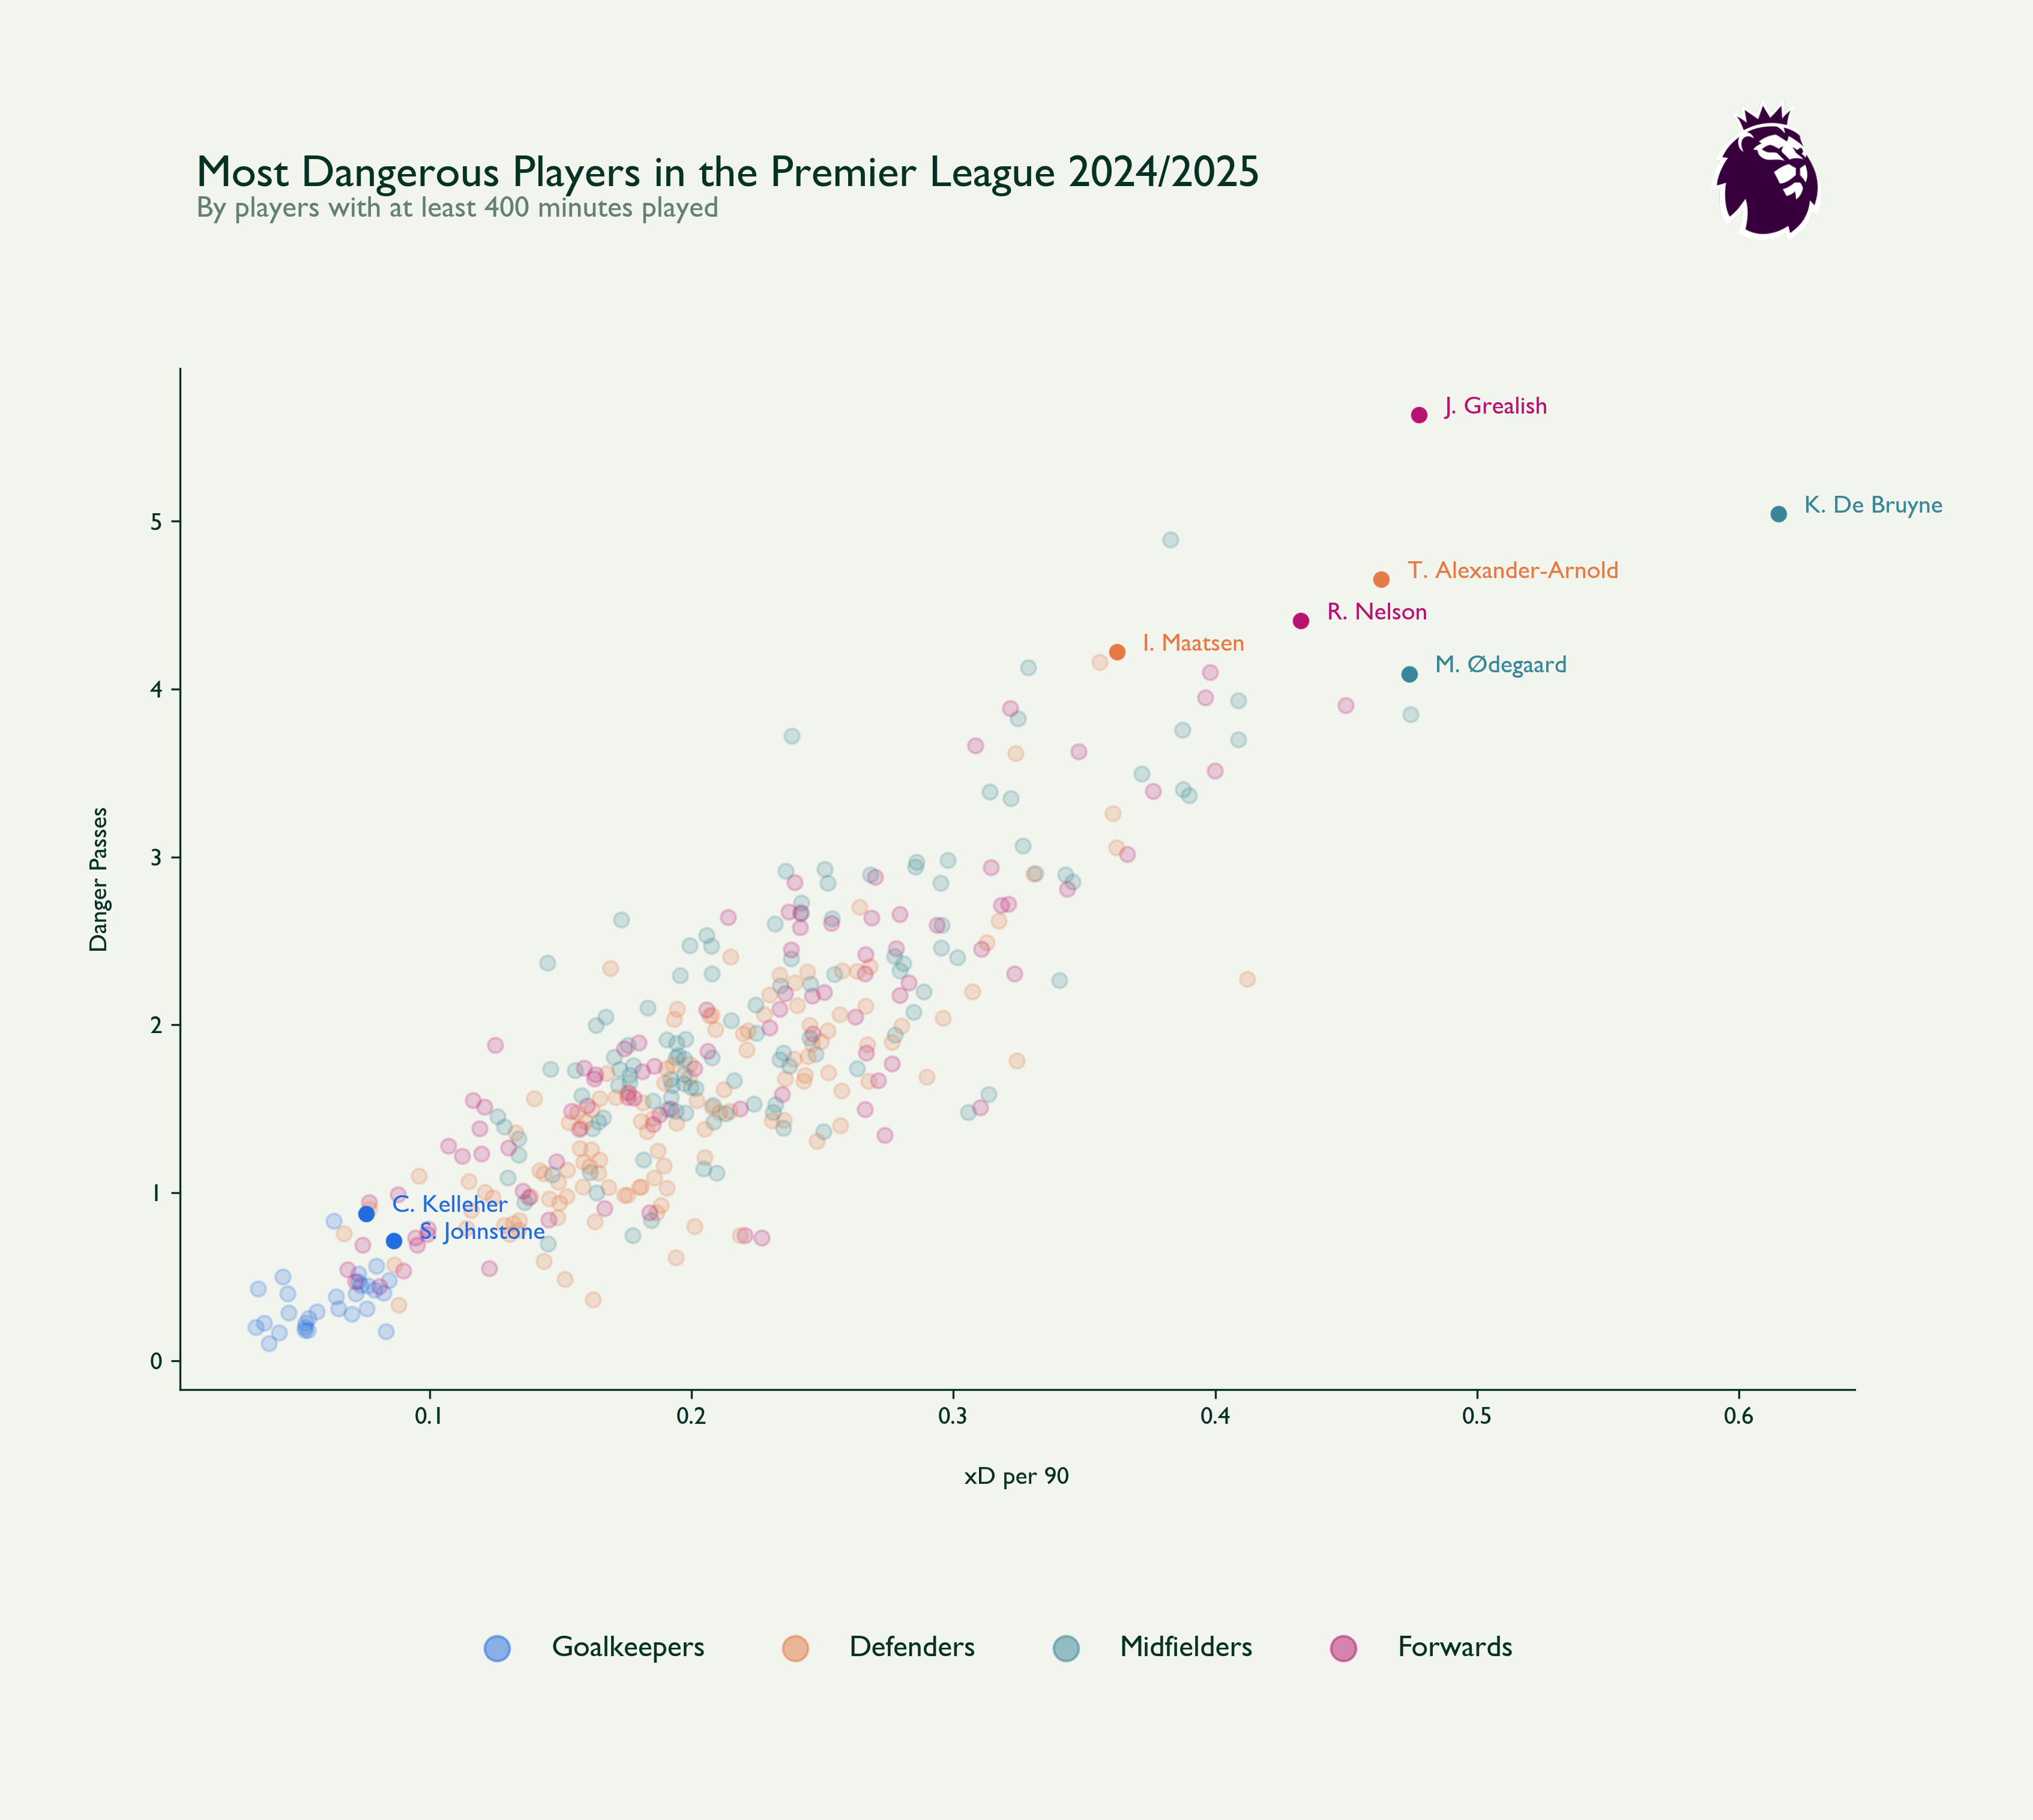 Most Dangerous Players in the Premier League 2024/2025
By players with at least 400 minutes played
J. Grealish
K. De Bruyne
T. Alexander-Arnold
R. Nelson
I. Maatsen
M. Ødegaard
C. Kelleher
S. Johnstone
Danger Passes
5
4
3
2
1
0
0.1 0.2 0.3 0.4 0.5 0.6
xD per 90
Goalkeepers Defenders Midfielders Forwards